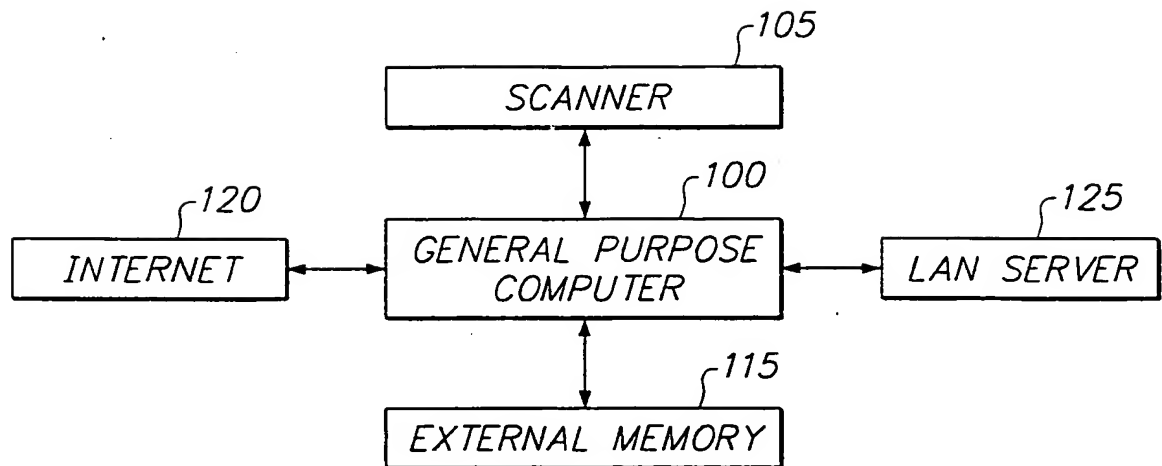 105
SCANNER
100
120
125
GENERAL PURPOSE
COMPUTER
INTERNET
LAN SERVER
115
EXTERNAL MEMORY